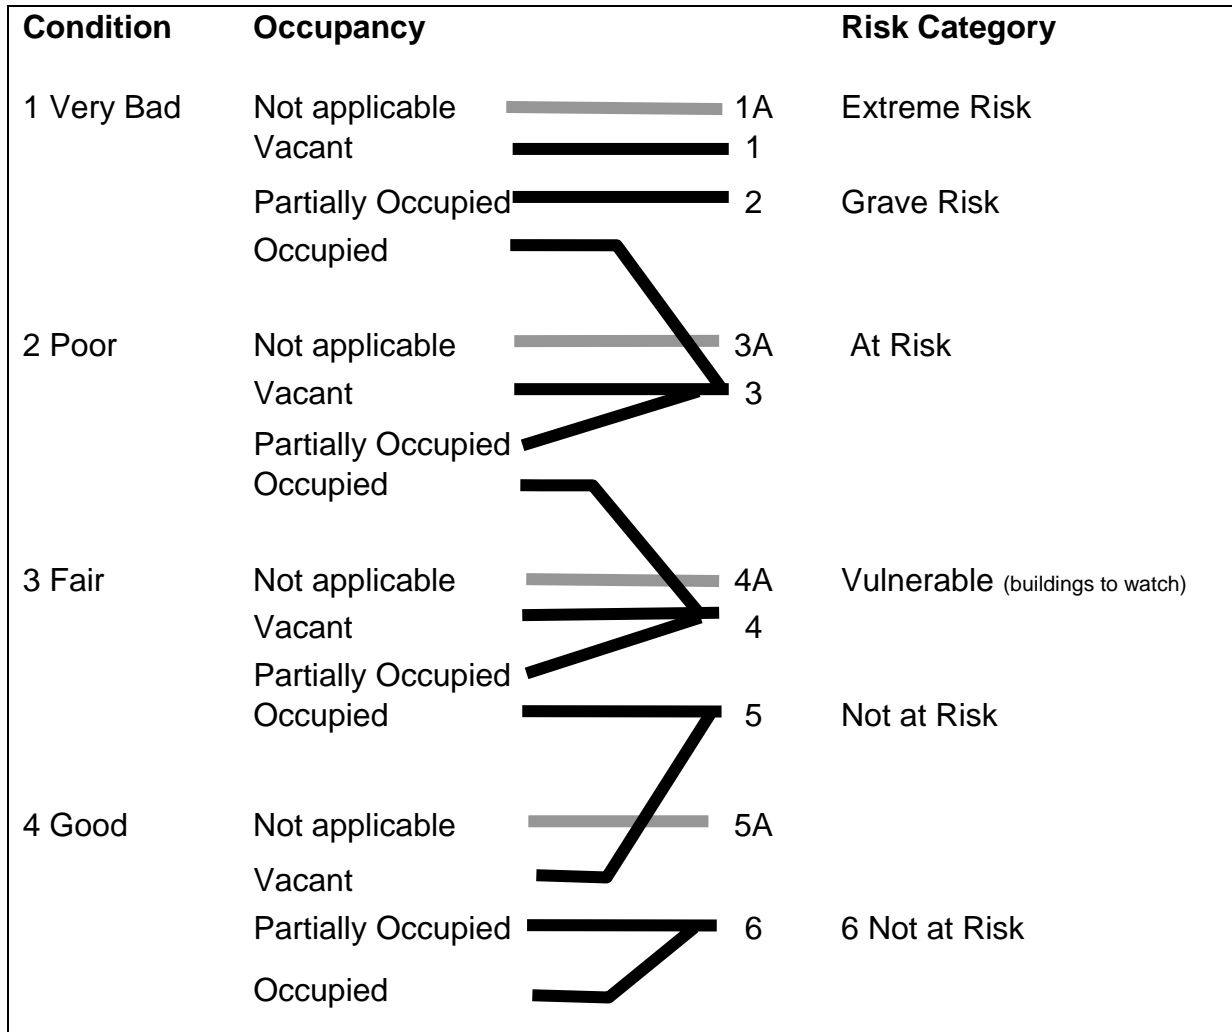 Condition Occupancy Risk Category
1 Very Bad Not applicable 1A Extreme Risk
Vacant 1
Partially Occupied 2 Grave Risk
Occupied
2 Poor Not applicable 3A At Risk
Vacant 3
Partially Occupied
Occupied
3 Fair Not applicable 4A Vulnerable (buildings to watch)
Vacant 4
Partially Occupied
Occupied 5 Not at Risk
4 Good Not applicable 5A
Vacant
Partially Occupied 6 6 Not at Risk
Occupied